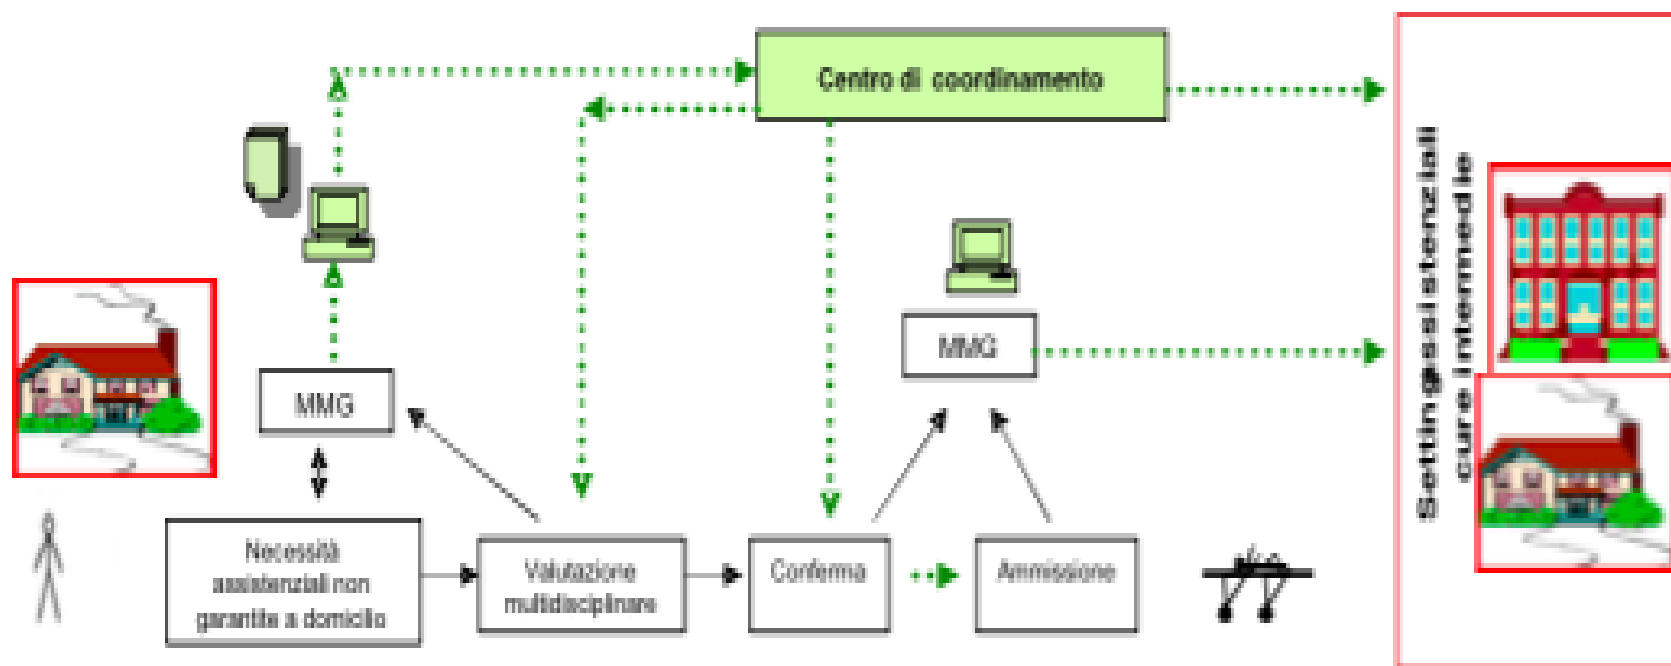 Centro di coordinamento
MMG
MMG
Necessità
assistenziali non
garantite a domicilio
Valutazione
multidisciplinare
Conferma
Ammissione
Setting assistenziali
cure intermedie